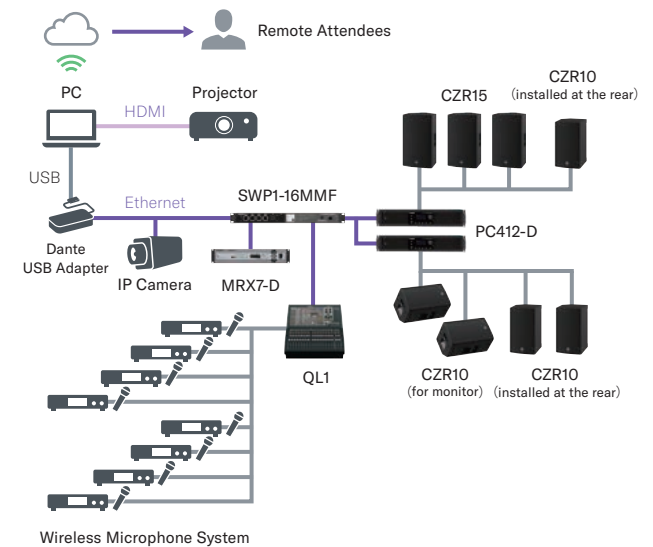 Remote Attendees
PC
Projector
CZR15
CZR10
(installed at the rear)
HDMI
USB
Ethernet
SWP1-16MMF
PC412-D
Dante
USB Adapter
IP Camera
MRX7-D
QL1
CZR10
(for monitor)
CZR10
(installed at the rear)
Wireless Microphone System